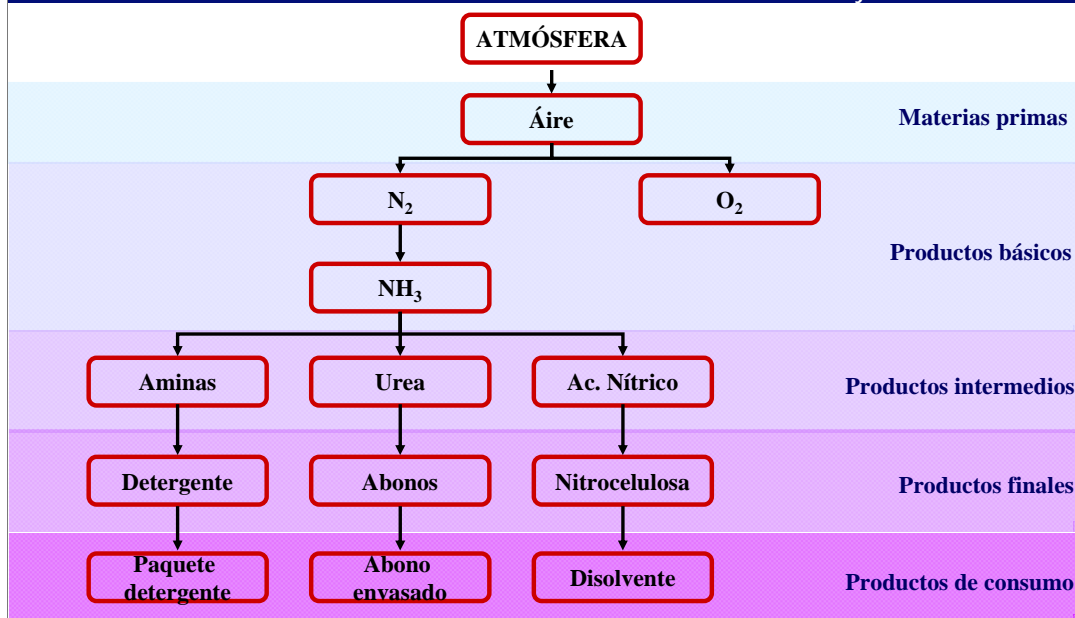 ATMÓSFERA
Áire
Materias primas
N₂
O₂
Productos básicos
NH₃
Aminas
Urea
Ac. Nítrico
Productos intermedios
Detergente
Abonos
Nitrocelulosa
Productos finales
Paquete
detergente
Abono
envasado
Disolvente
Productos de consumo